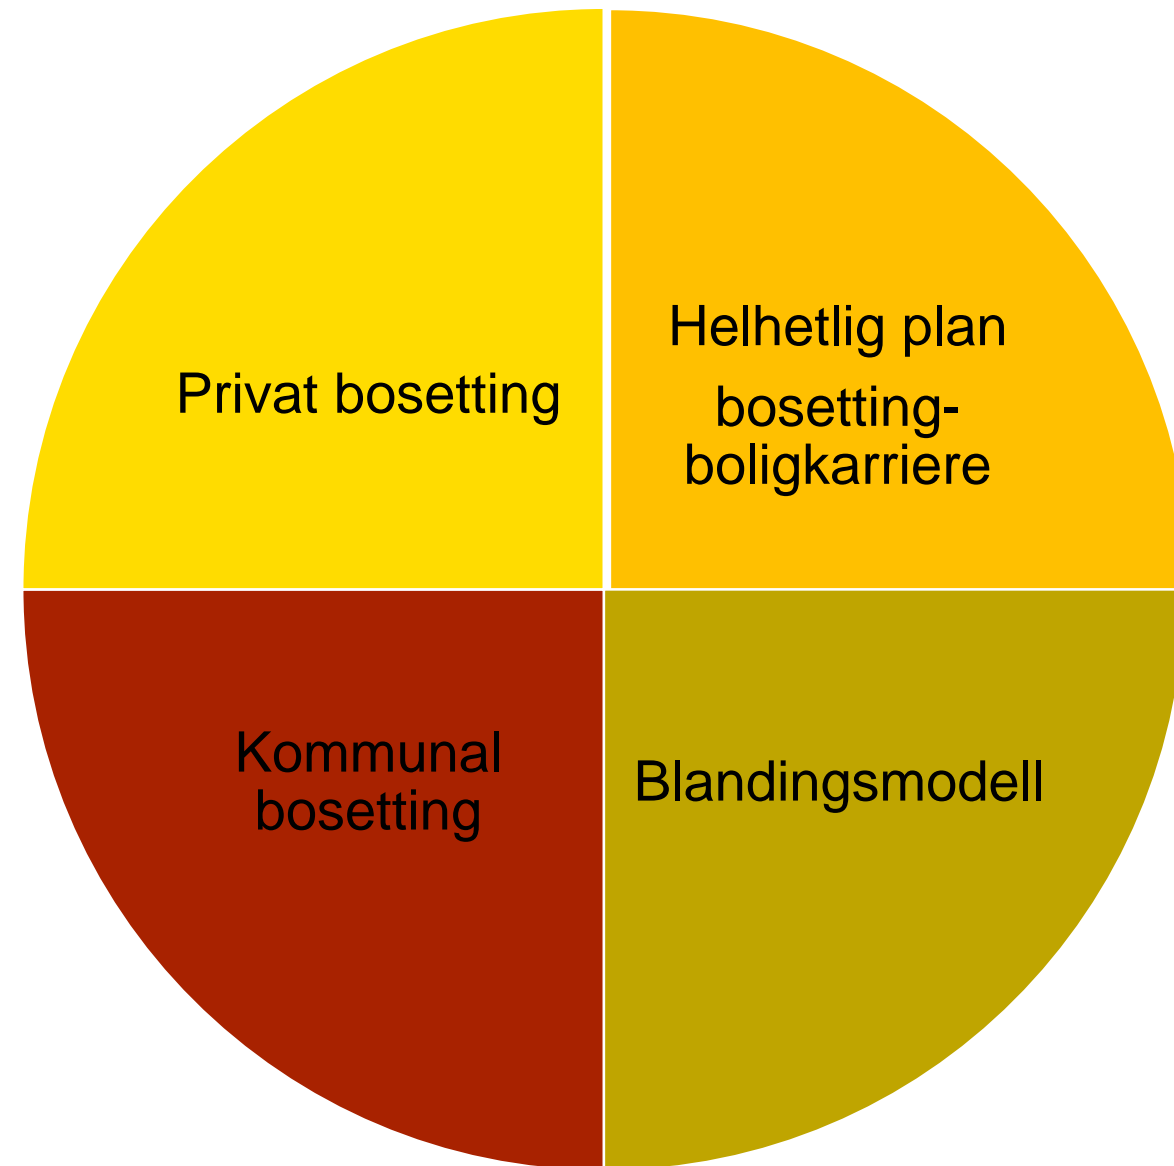 Privat bosetting
Helhetlig plan
bosetting-
boligkarriere
Kommunal
bosetting
Blandingsmodell